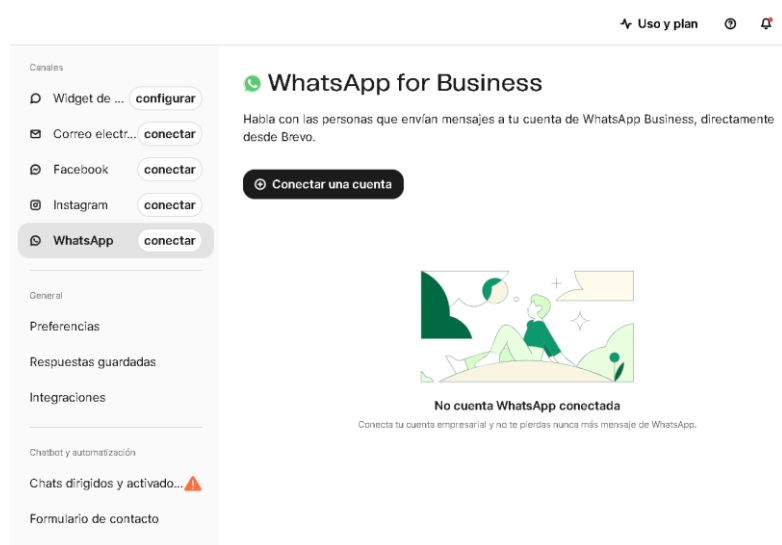 Uso y plan
Canales
Widget de ... configurar
Correo electr... conectar
Facebook conectar
Instagram conectar
WhatsApp conectar
General
Preferencias
Respuestas guardadas
Integraciones
Chatbot y automatización
Chats dirigidos y activado...
Formulario de contacto
WhatsApp for Business
Habla con las personas que envían mensajes a tu cuenta de WhatsApp Business, directamente
desde Brevo.
Conectar una cuenta
No cuenta WhatsApp conectada
Conecta tu cuenta empresarial y no te pierdas nunca más mensaje de WhatsApp.